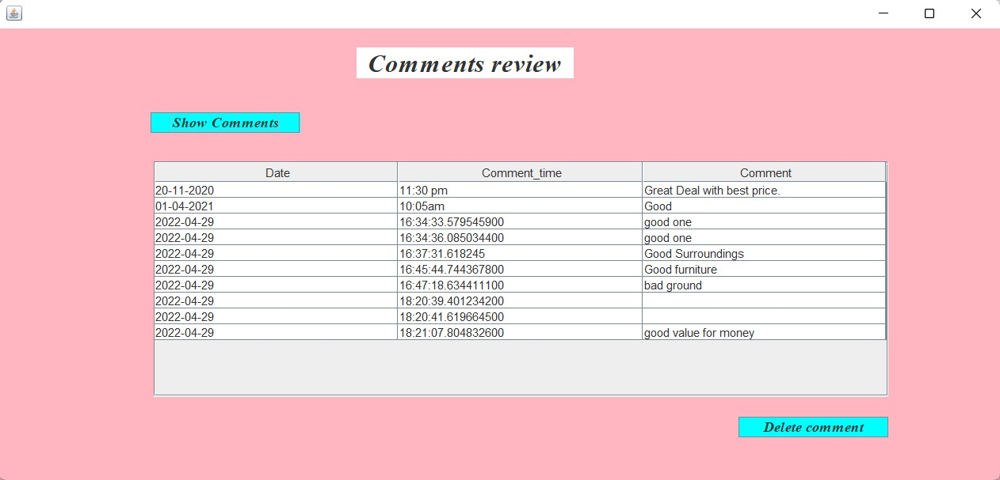 Comments review
Show Comments
Date Comment_time Comment
20-11-2020 11:30 pm Great Deal with best price.
01-04-2021 10:05am Good
2022-04-29 16:34:33.579545900 good one
2022-04-29 16:34:36.085034400 good one
2022-04-29 16:37:31.618245 Good Surroundings
2022-04-29 16:45:44.744367800 Good furniture
2022-04-29 16:47:18.634411100 bad ground
2022-04-29 18:20:39.401234200
2022-04-29 18:20:41.619664500
2022-04-29 18:21:07.804832600 good value for money
Delete comment